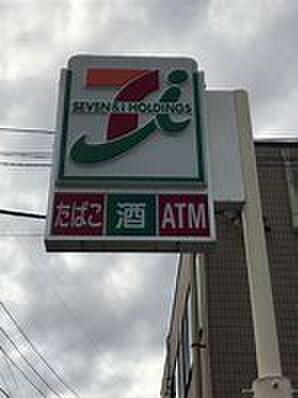 SEVEN & i HOLDINGS
たばこ 酒 ATM